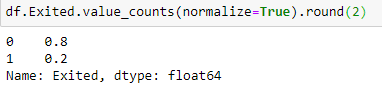 df.Exited.value_counts(normalize=True).round(2)
0    0.8
1    0.2
Name: Exited, dtype: float64